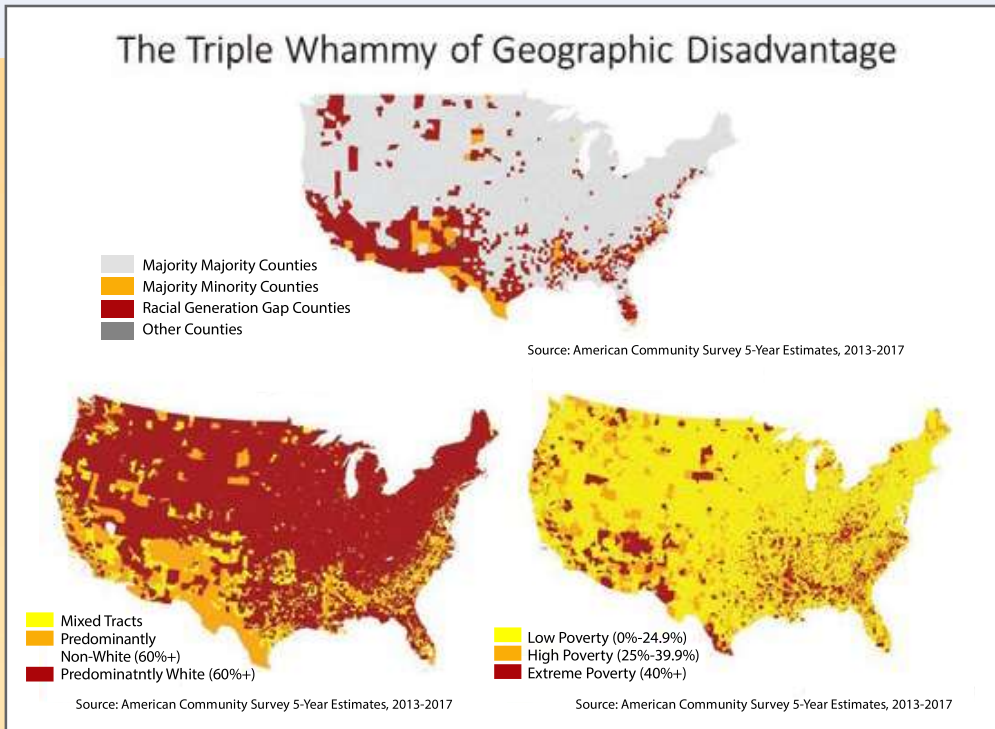 The Triple Whammy of Geographic Disadvantage
Majority Majority Counties
Majority Minority Counties
Racial Generation Gap Counties
Other Counties
Source: American Community Survey 5-Year Estimates, 2013-2017
Mixed Tracts
Predominantly
Non-White (60%+)
Predominatntly White (60%+)
Source: American Community Survey 5-Year Estimates, 2013-2017
Low Poverty (0%-24.9%)
High Poverty (25%-39.9%)
Extreme Poverty (40%+)
Source: American Community Survey 5-Year Estimates, 2013-2017